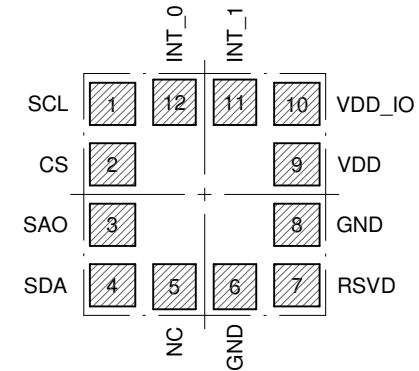 INT_0 INT_1
SCL 1 12 11 10 VDD_IO
CS 2 9 VDD
SAO 3 8 GND
SDA 4 5 6 7 RSVD
NC GND